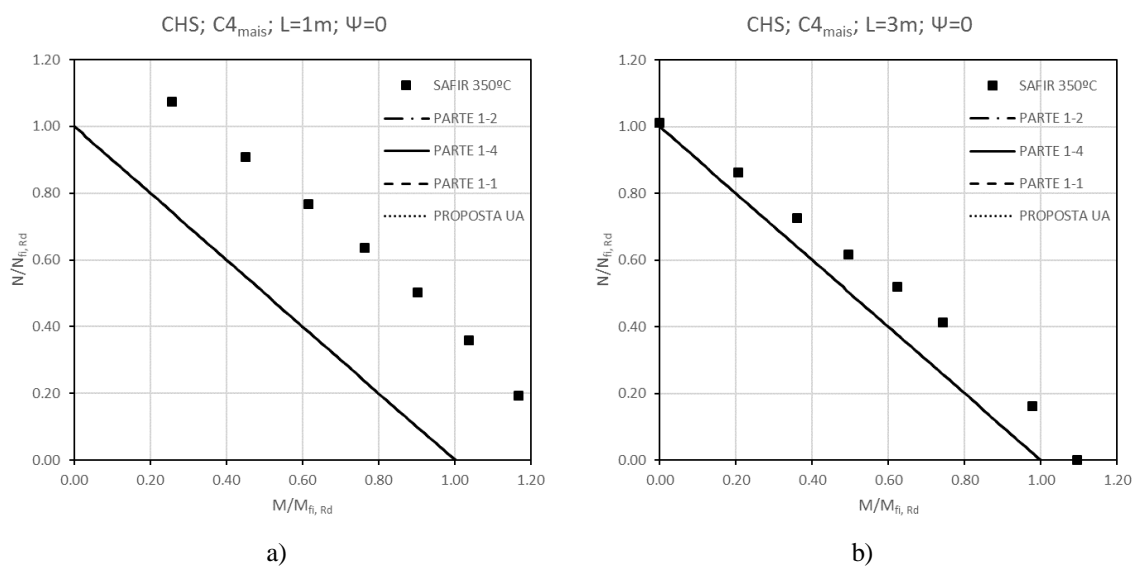 CHS; C4mais; L=1m; Ψ=0
1.20
1.00
0.80
0.60
0.40
0.20
0.00
N/Nfi, Rd
0.00 0.20 0.40 0.60 0.80 1.00 1.20
M/Mfi, Rd
SAFIR 350ºC
PARTE 1-2
PARTE 1-4
PARTE 1-1
PROPOSTA UA
a)
CHS; C4mais; L=3m; Ψ=0
1.20
1.00
0.80
0.60
0.40
0.20
0.00
N/Nfi, Rd
0.00 0.20 0.40 0.60 0.80 1.00 1.20
M/Mfi, Rd
SAFIR 350ºC
PARTE 1-2
PARTE 1-4
PARTE 1-1
PROPOSTA UA
b)